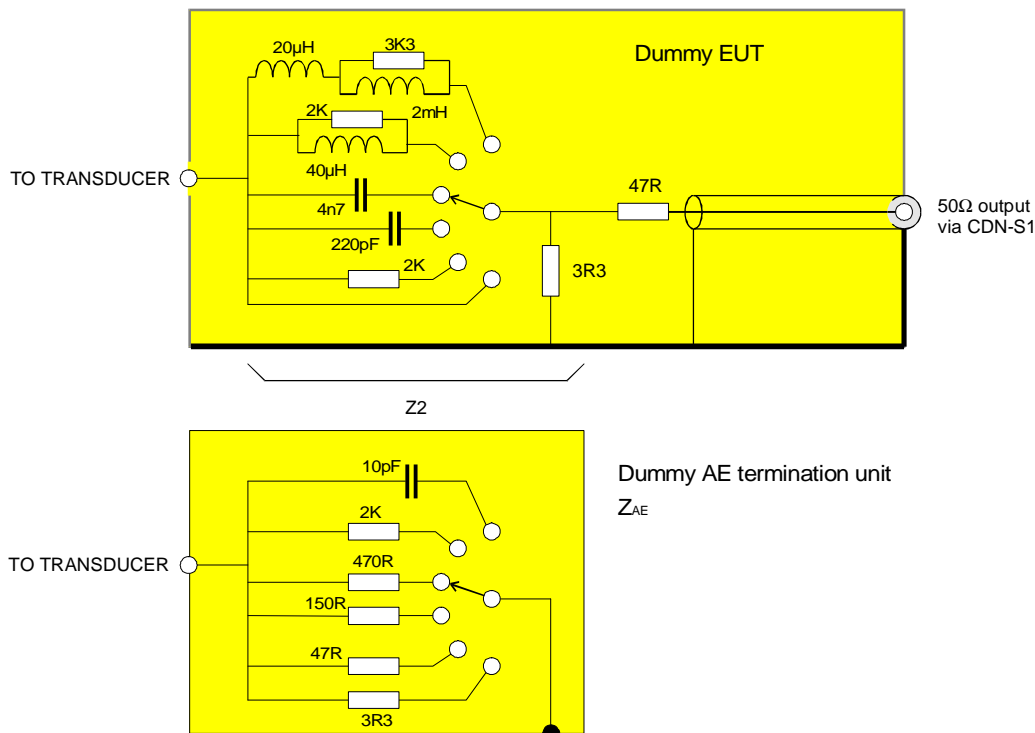 20µH
3K3
Dummy EUT
2K
2mH
TO TRANSDUCER
40µH
47R
4n7
50Ω output
via CDN-S1
220pF
2K
3R3
Z2
10pF
Dummy AE termination unit
ZAE
2K
TO TRANSDUCER
470R
150R
47R
3R3